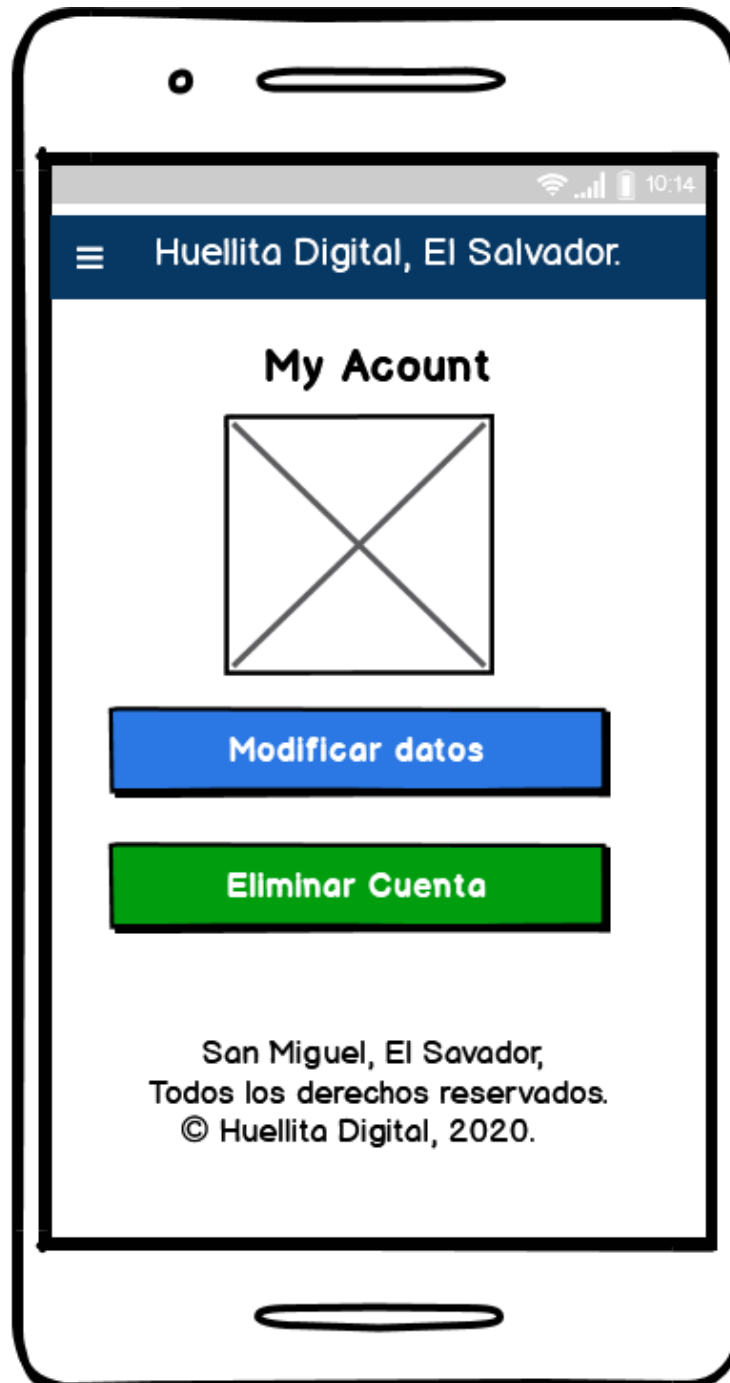 10:14
Huellita Digital, El Salvador.
My Acount
Modificar datos
Eliminar Cuenta
San Miguel, El Savador,
Todos los derechos reservados.
© Huellita Digital, 2020.